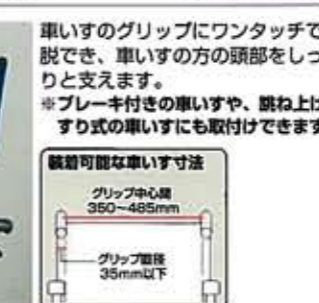 車いすのグリップにワンタッチで
脱でき、車いすの方の頭部をしっ
りと支えます。
※ブレーキ付きの車いすや、跳ね上げ
すり式の車いすにも取付けできます
装着可能な車いす寸法
グリップ中心間
350〜485mm
グリップ直径
35mm以下